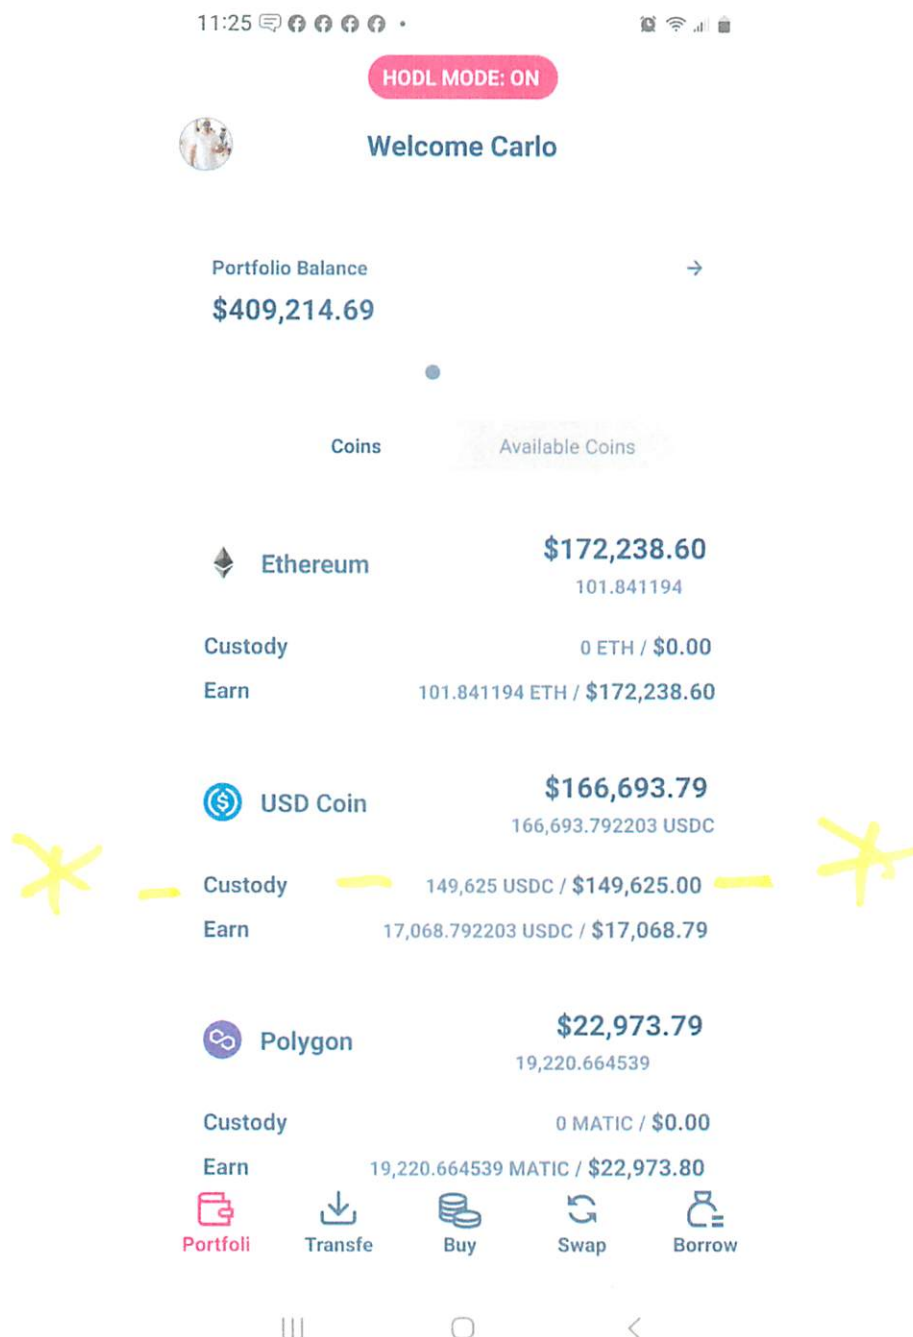 11:25
HODL MODE: ON
Welcome Carlo
Portfolio Balance
$409,214.69
Coins Available Coins
Ethereum $172,238.60
101.841194
Custody 0 ETH / $0.00
Earn 101.841194 ETH / $172,238.60
USD Coin $166,693.79
166,693.792203 USDC
Custody 149,625 USDC / $149,625.00
Earn 17,068.792203 USDC / $17,068.79
Polygon $22,973.79
19,220.664539
Custody 0 MATIC / $0.00
Earn 19,220.664539 MATIC / $22,973.80
Portfoli Transfe Buy Swap Borrow